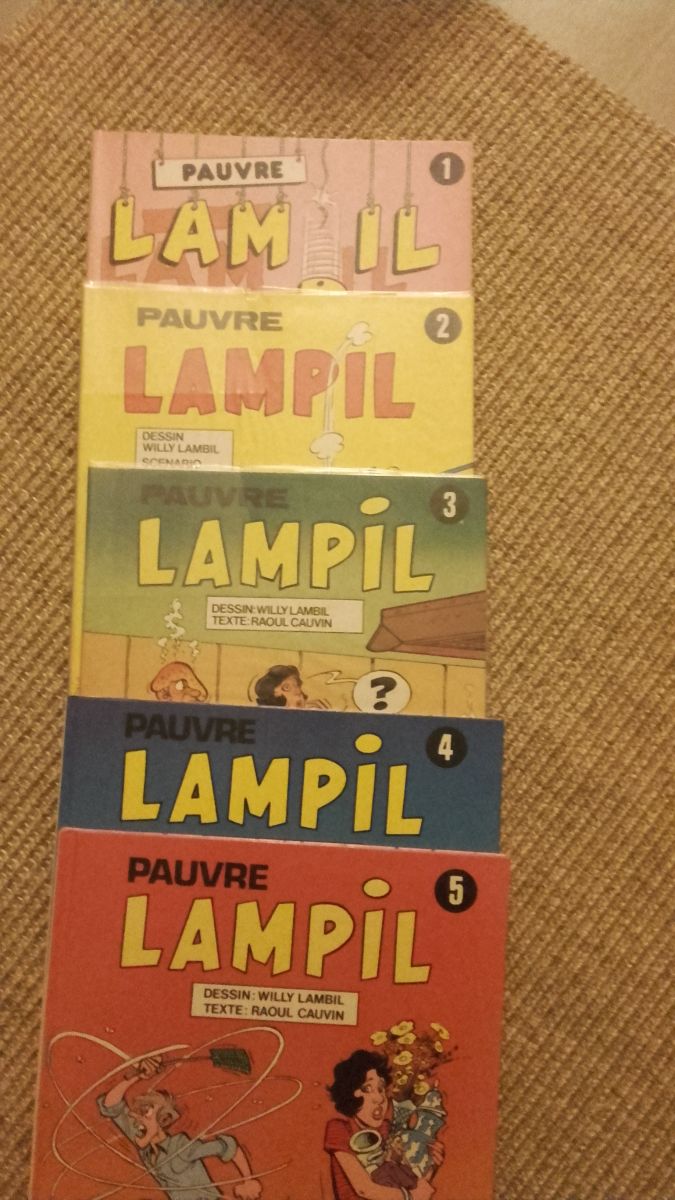 PAUVRE
1
LAM IL
PAUVRE
2
LAMPIL
DESSIN
WILLY LAMBIL
SCENARIO
PAUVRE
3
LAMPIL
DESSIN: WILLY LAMBIL
TEXTE: RAOUL CAUVIN
?
PAUVRE
4
LAMPIL
PAUVRE
5
LAMPIL
DESSIN: WILLY LAMBIL
TEXTE: RAOUL CAUVIN